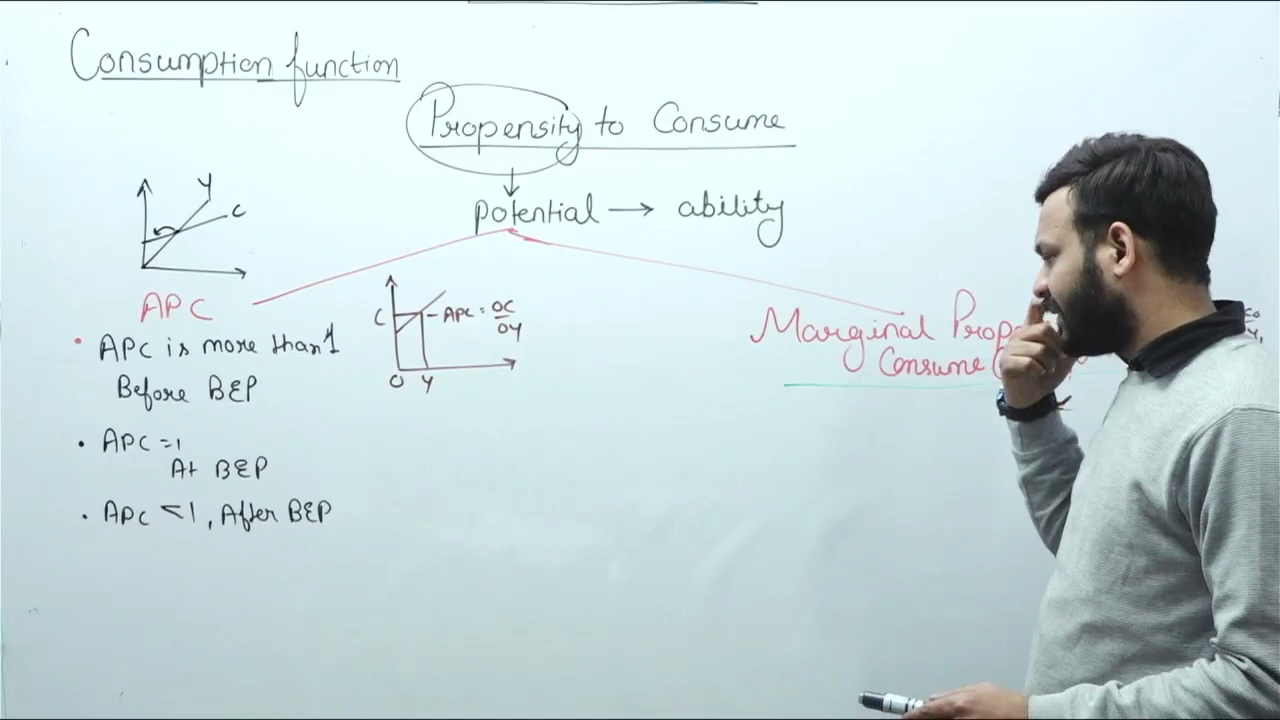 Consumption function
Propensity to Consume
potential → ability
Y
C
APC
C
APC = OC
OY
O Y
Marginal
Consume
• APC is more than 1
Before BEP
• APC = 1
At BEP
• APC < 1, After BEP